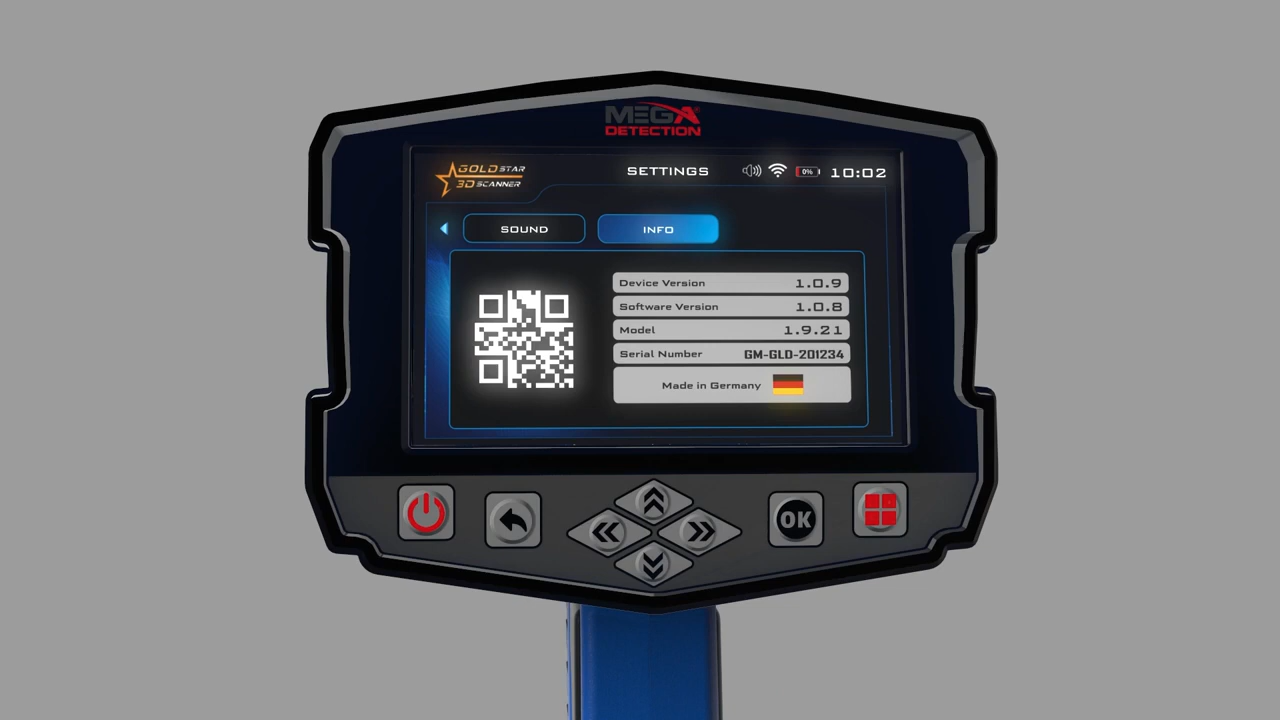 MEGA
DETECTION
GOLD STAR
3D SCANNER
SETTINGS
0%
10:02
SOUND
INFO
Device Version 1.0.9
Software Version 1.0.8
Model 1.9.21
Serial Number GM-GLD-201234
Made in Germany
OK